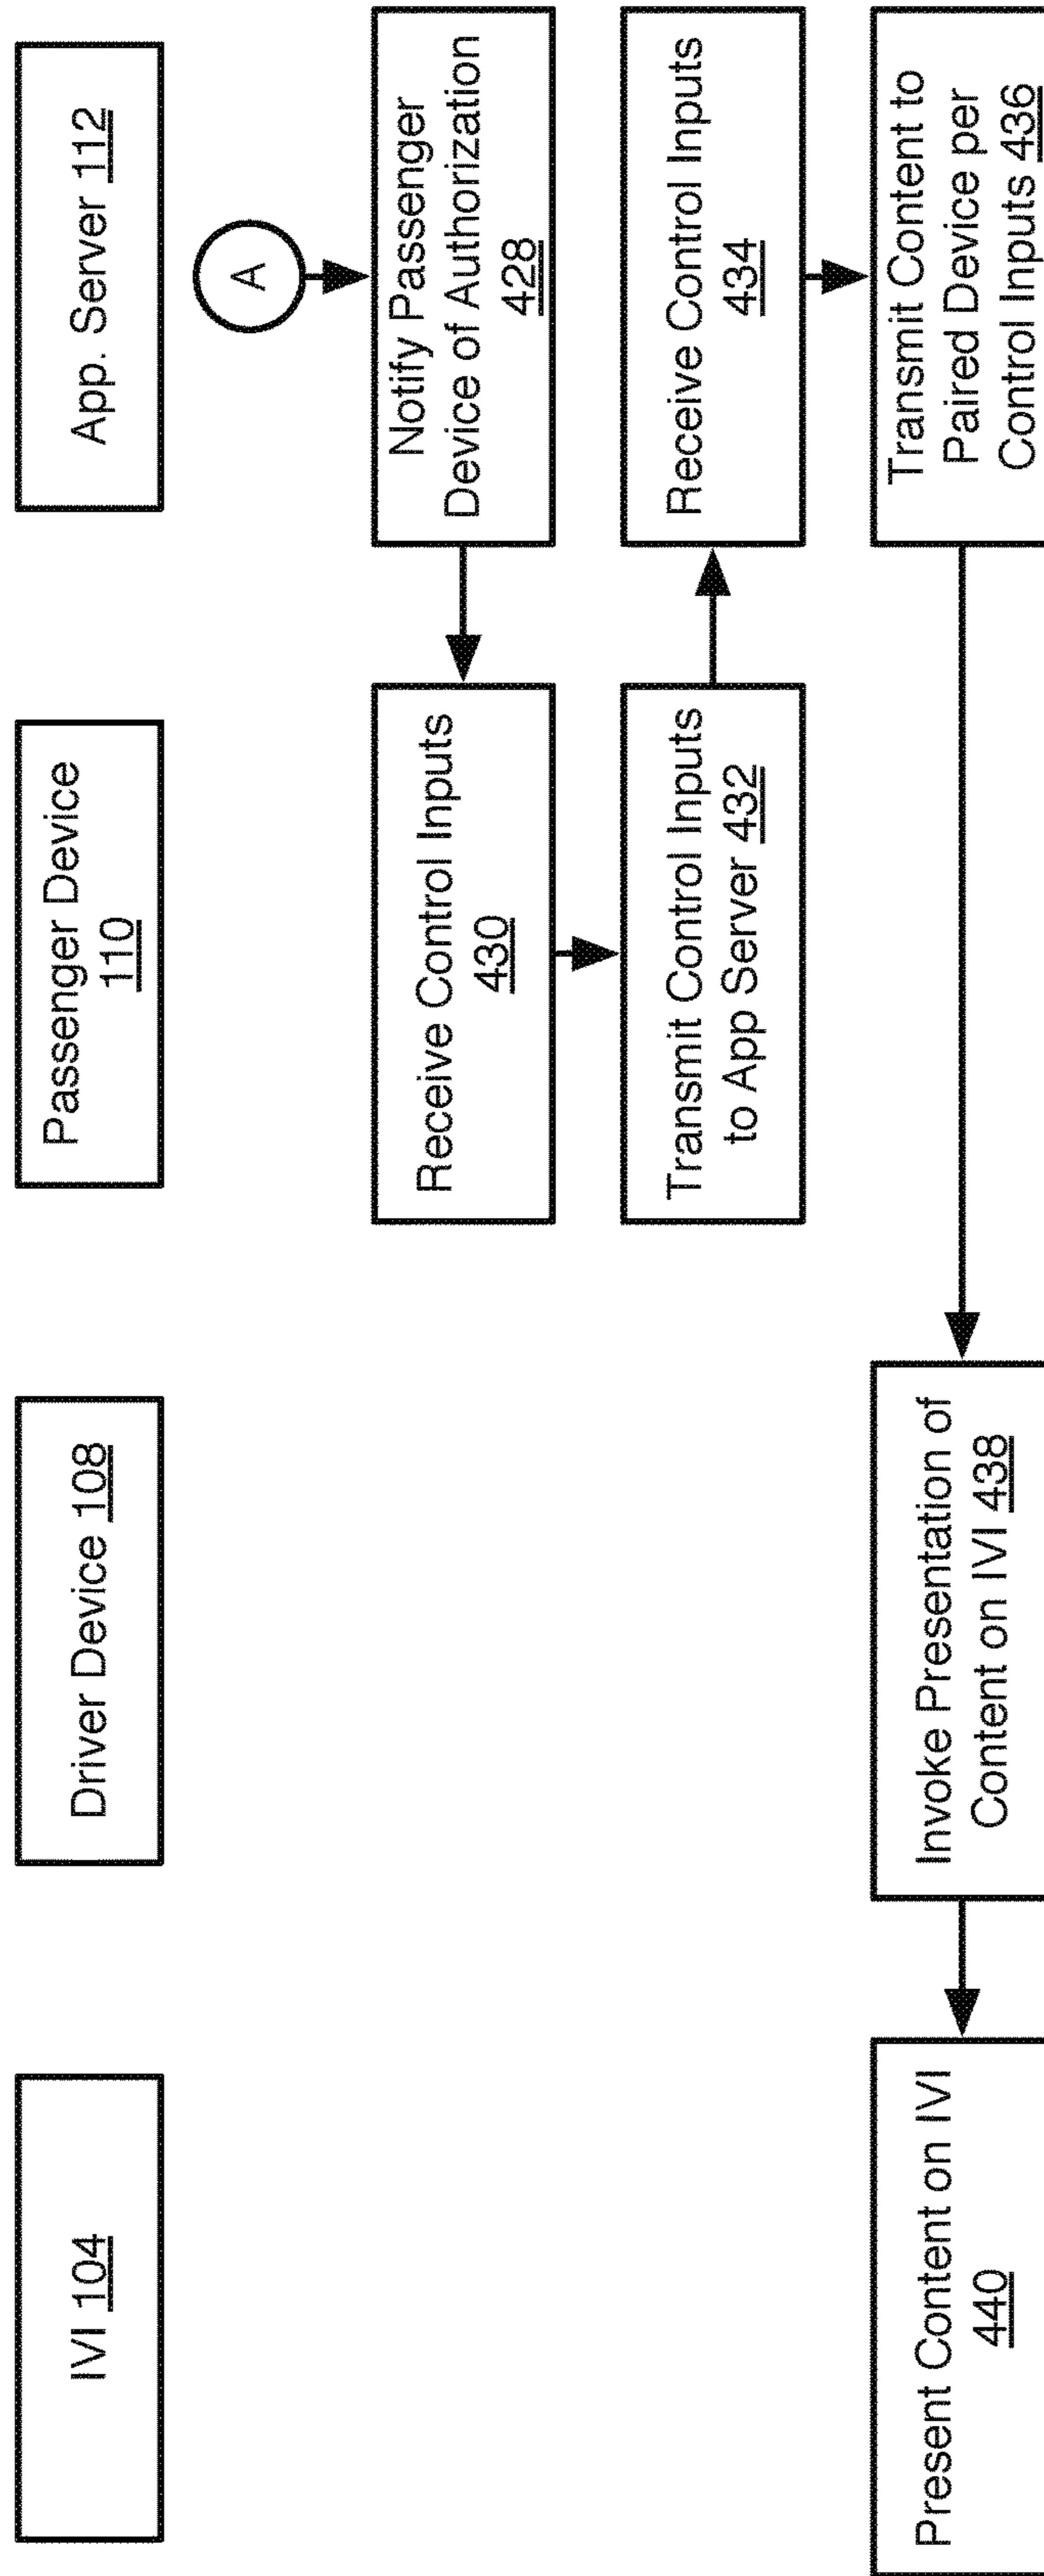 IVI 104
Driver Device 108
Passenger Device
110
App. Server 112
A
Notify Passenger
Device of Authorization
428
Receive Control Inputs
430
Transmit Control Inputs
to App Server 432
Receive Control Inputs
434
Transmit Content to
Paired Device per
Control Inputs 436
Invoke Presentation of
Content on IVI 438
Present Content on IVI
440